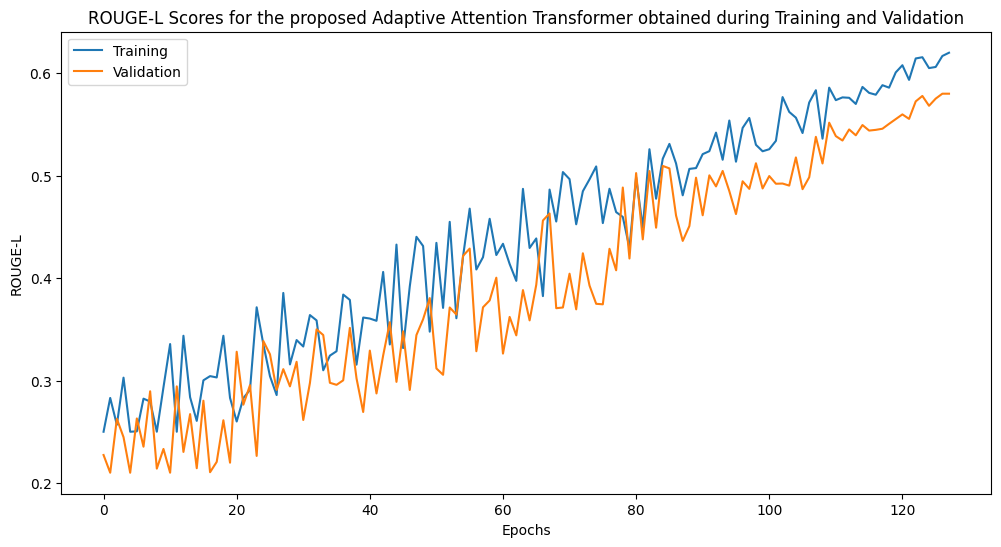 ROUGE-L Scores for the proposed Adaptive Attention Transformer obtained during Training and Validation
Training
Validation
ROUGE-L
0.6
0.5
0.4
0.3
0.2
0 20 40 60 80 100 120
Epochs